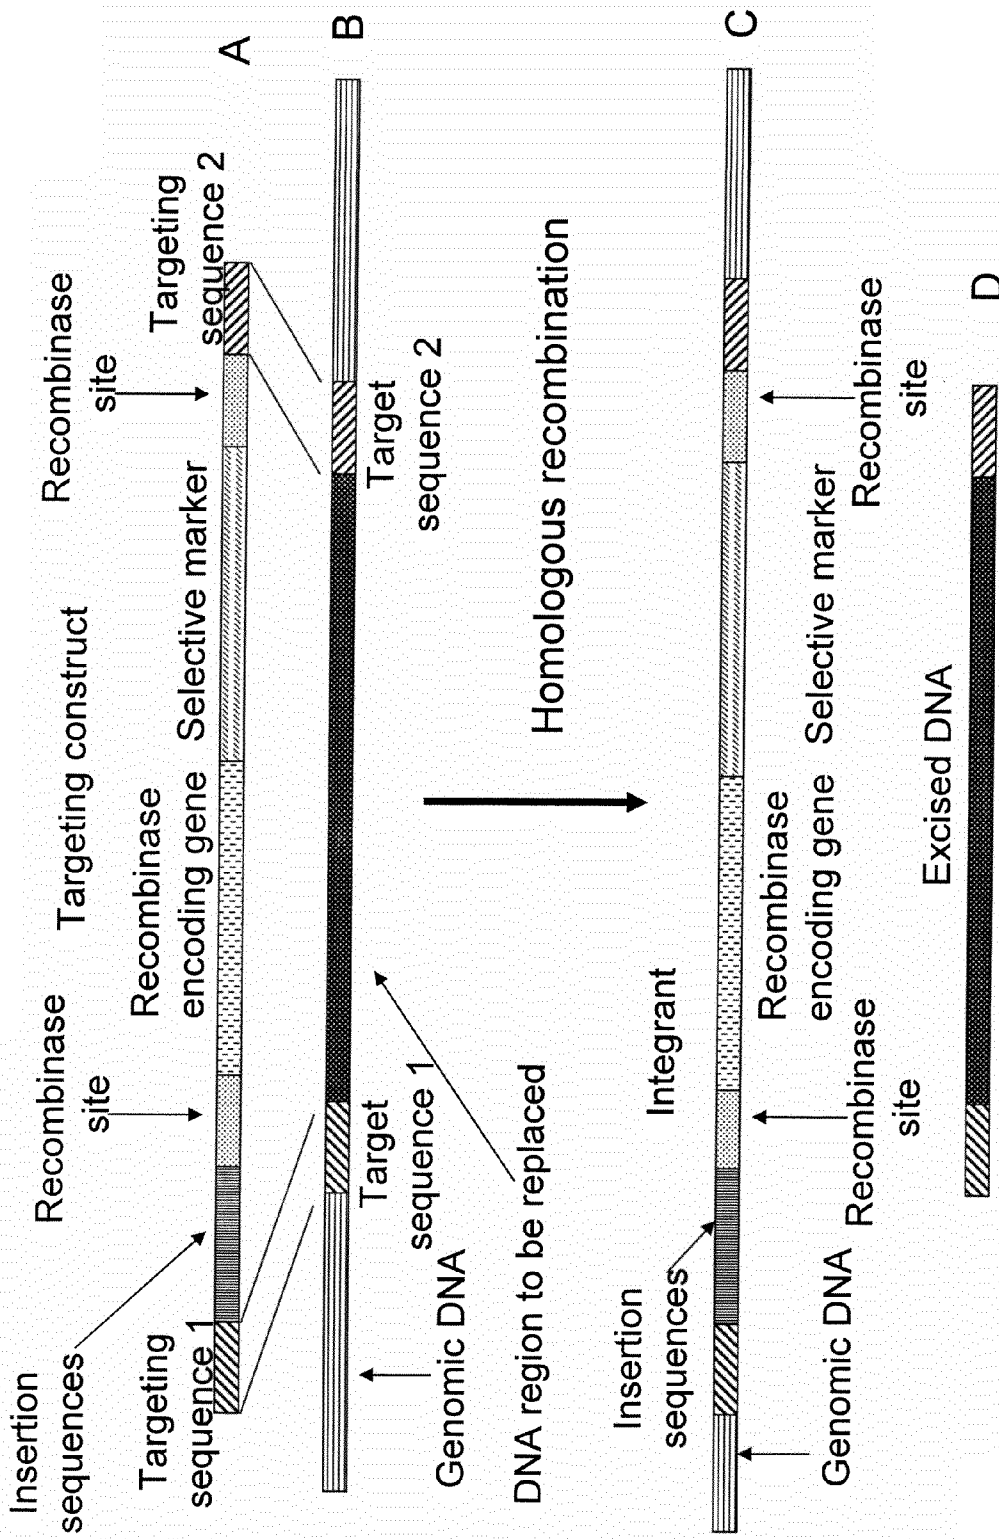 Targeting construct
Insertion
sequences
Recombinase
site
Recombinase
site
Targeting
sequence 1
Recombinase
encoding gene
Selective marker
Targeting
sequence 2
A
B
Target
sequence 1
Target
sequence 2
Genomic DNA
DNA region to be replaced
Homologous recombination
Integrant
Insertion
sequences
C
Genomic DNA
Recombinase
site
Recombinase
encoding gene
Selective marker
Recombinase
site
Excised DNA
D